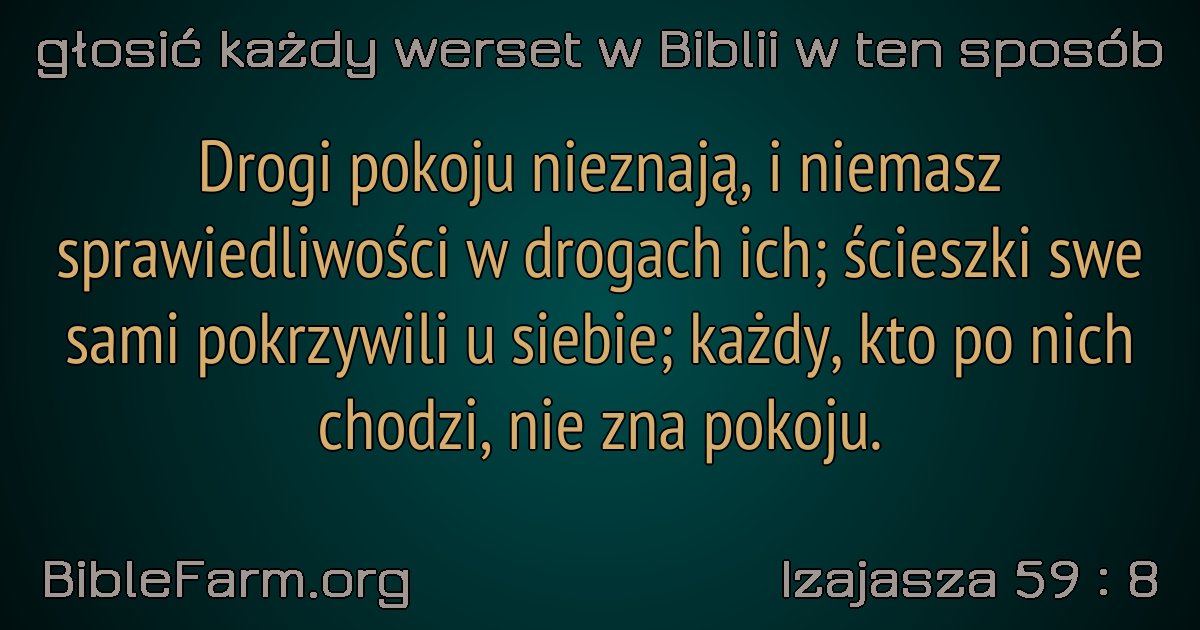 głosić każdy werset w Biblii w ten sposób
Drogi pokoju nieznają, i niemasz
sprawiedliwości w drogach ich; ścieszki swe
sami pokrzywili u siebie; każdy, kto po nich
chodzi, nie zna pokoju.
BibleFarm.org
Izajasza 59 : 8